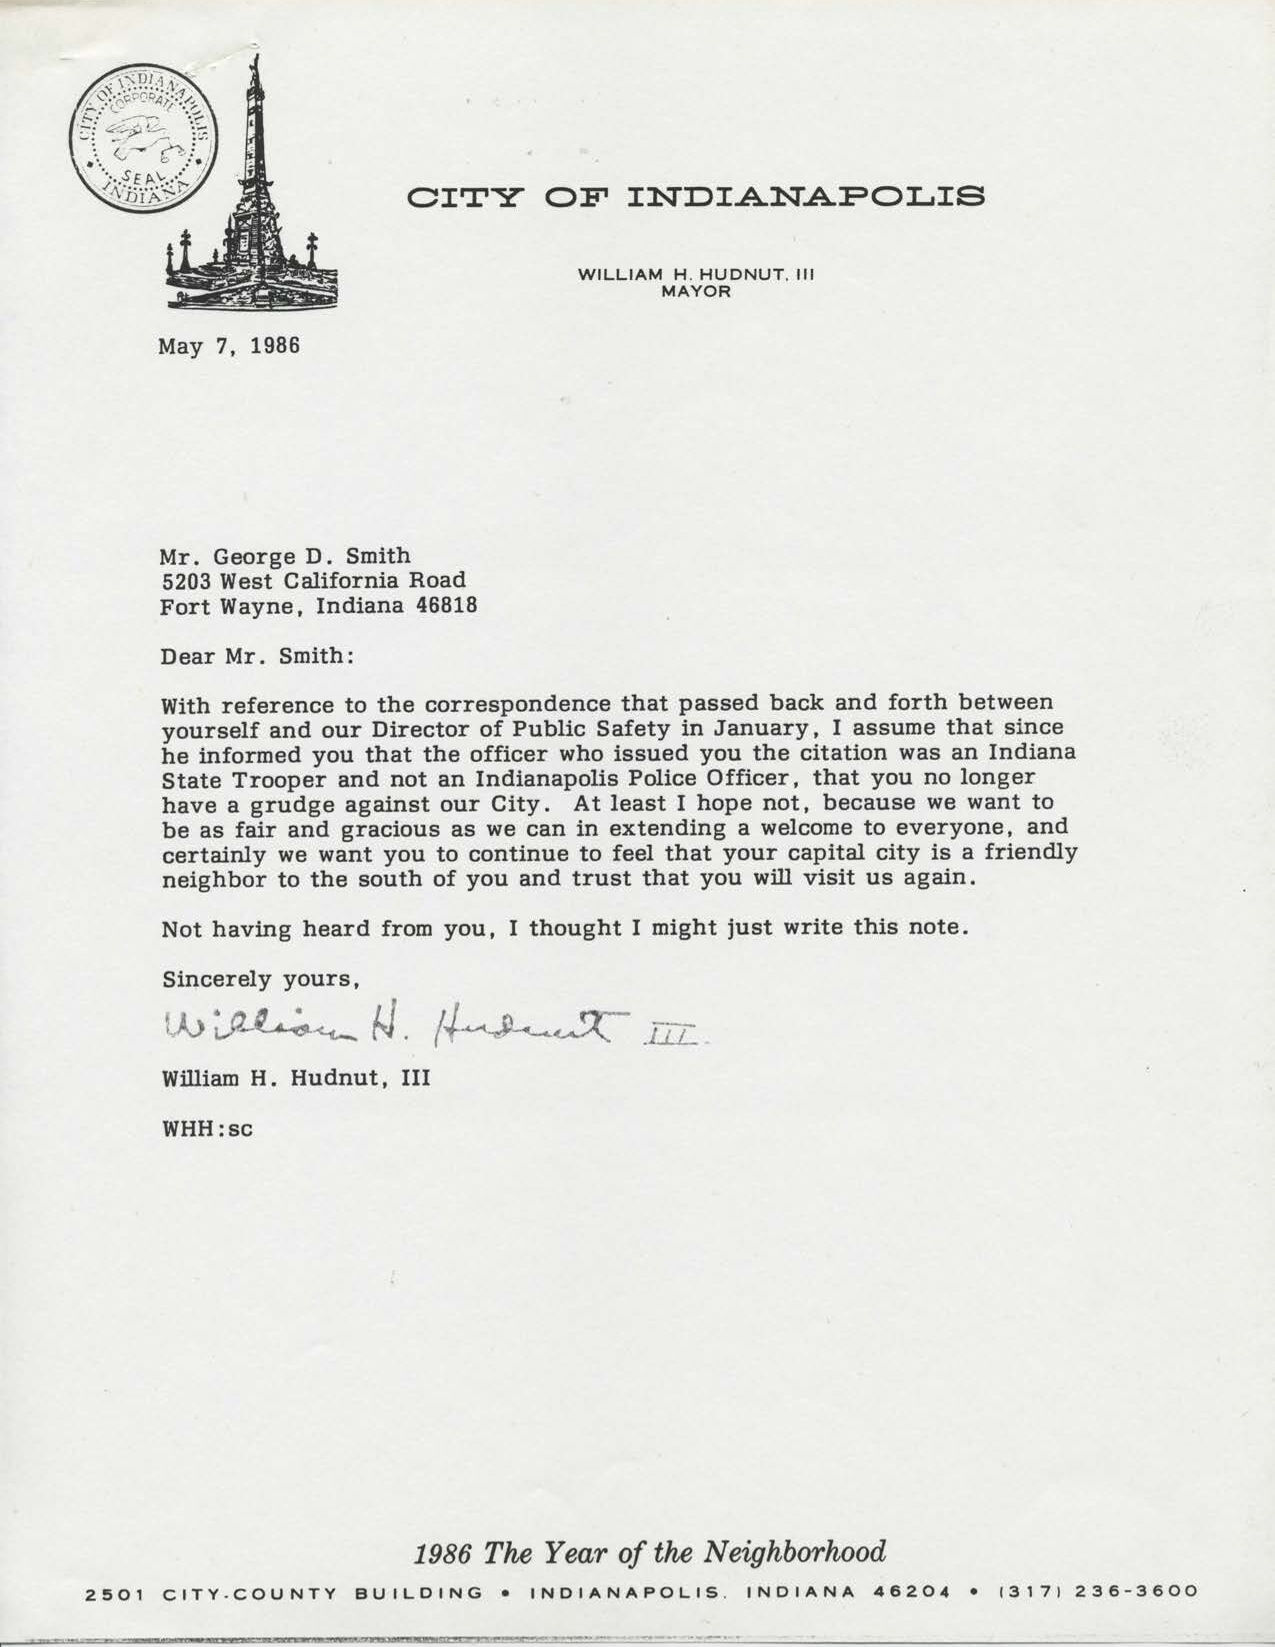 CITY OF INDIANAPOLIS
CORPORATE
SEAL
INDIANA
CITY OF INDIANAPOLIS
WILLIAM H. HUDNUT, III
MAYOR
May 7, 1986
Mr. George D. Smith
5203 West California Road
Fort Wayne, Indiana 46818
Dear Mr. Smith:
With reference to the correspondence that passed back and forth between
yourself and our Director of Public Safety in January, I assume that since
he informed you that the officer who issued you the citation was an Indiana
State Trooper and not an Indianapolis Police Officer, that you no longer
have a grudge against our City. At least I hope not, because we want to
be as fair and gracious as we can in extending a welcome to everyone, and
certainly we want you to continue to feel that your capital city is a friendly
neighbor to the south of you and trust that you will visit us again.
Not having heard from you, I thought I might just write this note.
Sincerely yours,
William H. Hudnut III.
William H. Hudnut, III
WHH:sc
1986 The Year of the Neighborhood
2501 CITY-COUNTY BUILDING • INDIANAPOLIS, INDIANA 46204 • (317) 236-3600